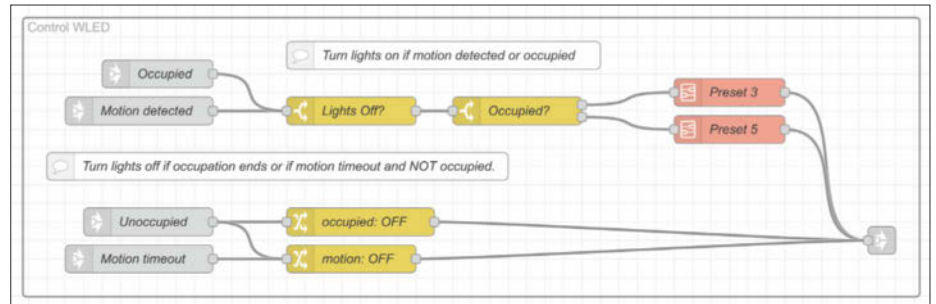 Control WLED
Turn lights on if motion detected or occupied
Occupied
Motion detected
Lights Off?
Occupied?
Preset 3
Preset 5
Turn lights off if occupation ends or if motion timeout and NOT occupied.
Unoccupied
occupied: OFF
Motion timeout
motion: OFF